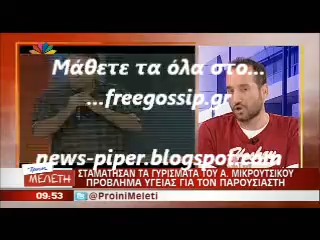 Μάθετε τα όλα στο...
...freegossip.gr
news-piper.blogspot.com
ΣΤΑΜΑΤΗΣΑΝ ΤΑ ΓΥΡΙΣΜΑΤΑ ΤΟΥ Α. ΜΙΚΡΟΥΤΣΙΚΟΥ
ΠΡΟΒΛΗΜΑ ΥΓΕΙΑΣ ΓΙΑ ΤΟΝ ΠΑΡΟΥΣΙΑΣΤΗ
ΜΕΛΕΤΗ
09:53 @ProiniMeleti